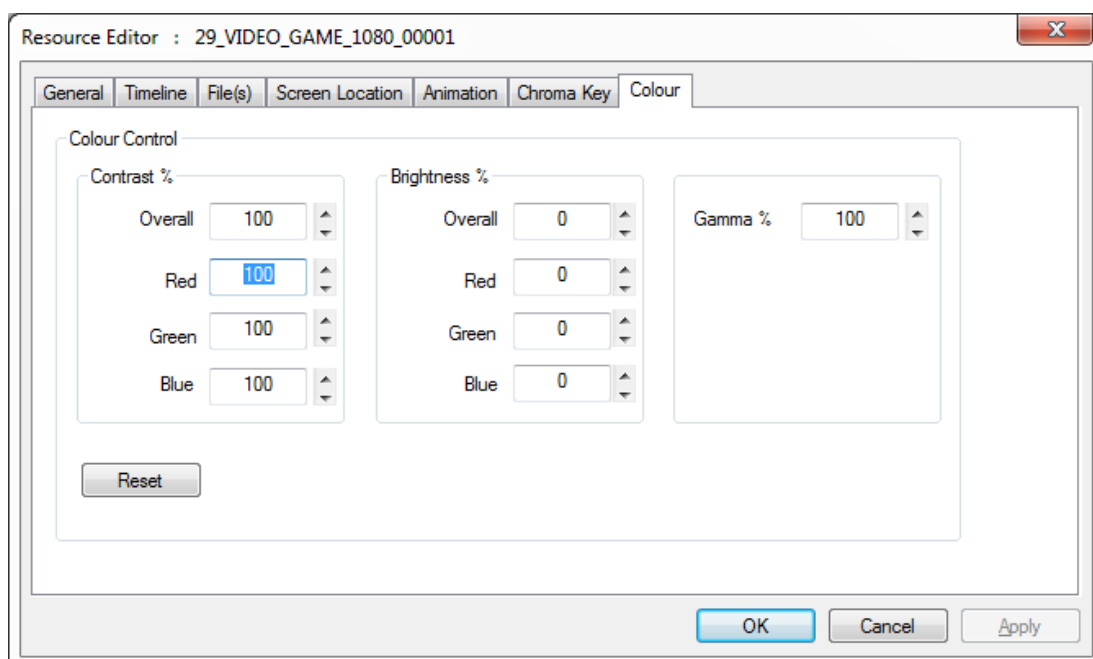 Resource Editor : 29_VIDEO_GAME_1080_00001
General Timeline File(s) Screen Location Animation Chroma Key Colour
Colour Control
Contrast % Brightness %
Overall 100 Overall 0 Gamma % 100
Red 100 Red 0
Green 100 Green 0
Blue 100 Blue 0
Reset
OK Cancel Apply